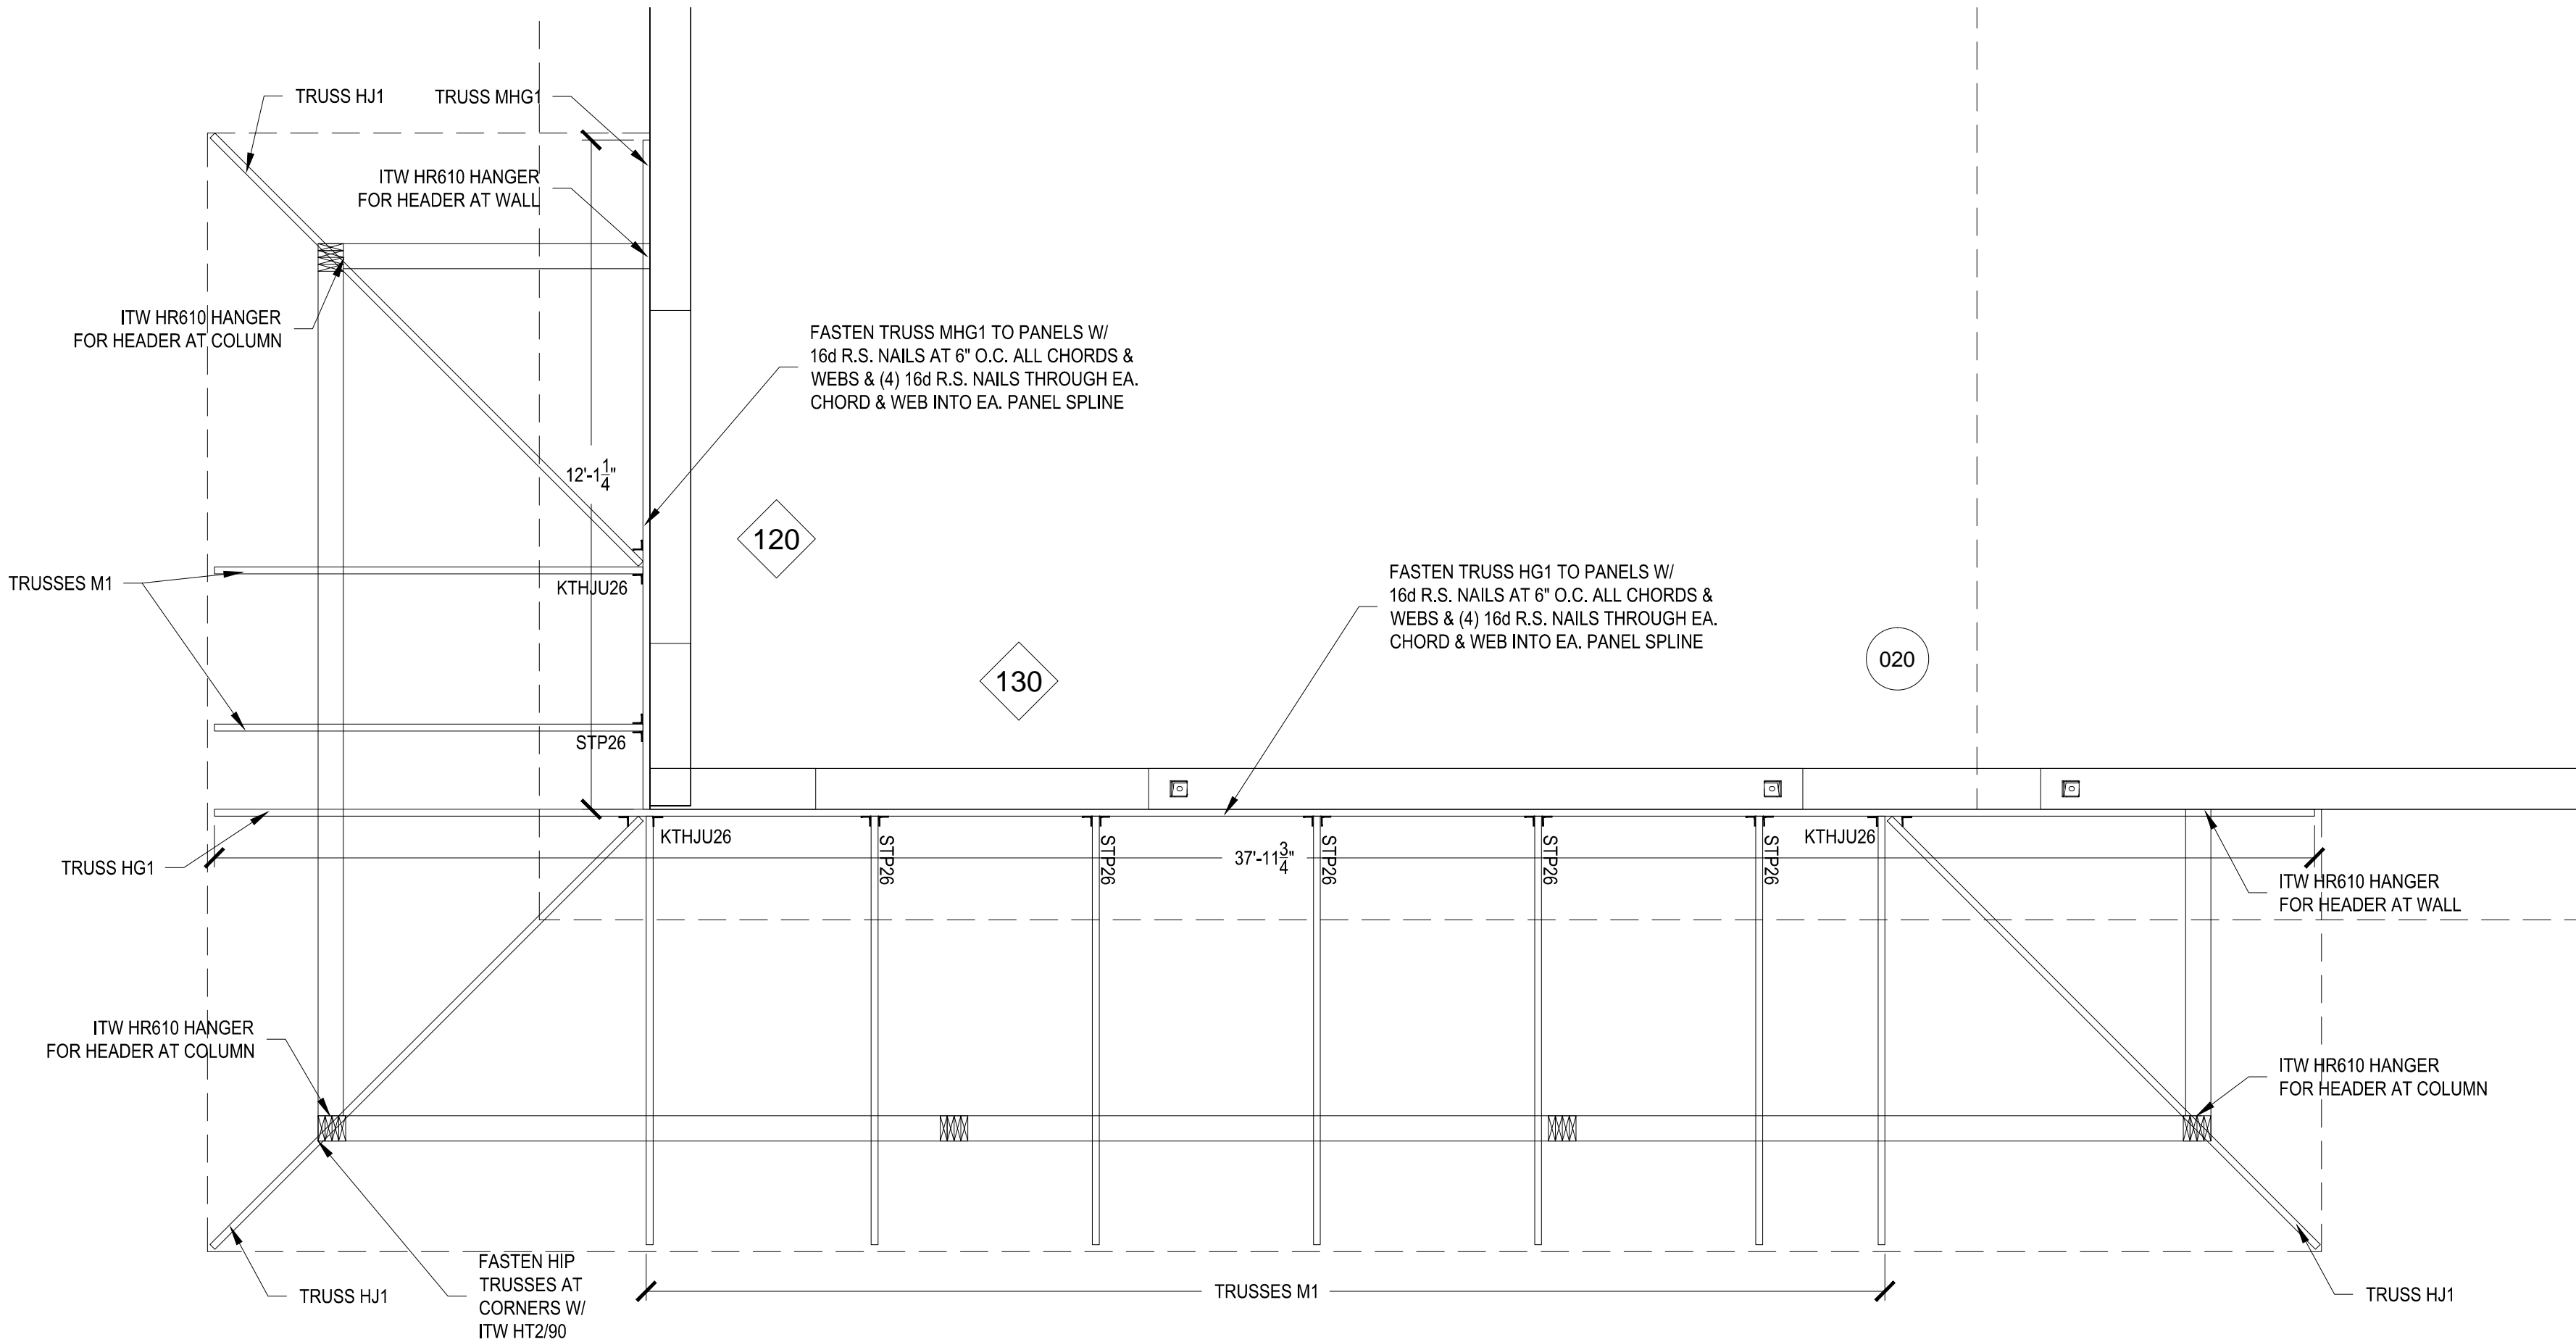 TRUSS HJ1
TRUSS MHG1
ITW HR610 HANGER
FOR HEADER AT WALL
ITW HR610 HANGER
FOR HEADER AT COLUMN
FASTEN TRUSS MHG1 TO PANELS W/
16d R.S. NAILS AT 6" O.C. ALL CHORDS &
WEBS & (4) 16d R.S. NAILS THROUGH EA.
CHORD & WEB INTO EA. PANEL SPLINE
12'-1 1/4"
120
TRUSSES M1
KTHJU26
FASTEN TRUSS HG1 TO PANELS W/
16d R.S. NAILS AT 6" O.C. ALL CHORDS &
WEBS & (4) 16d R.S. NAILS THROUGH EA.
CHORD & WEB INTO EA. PANEL SPLINE
130
020
STP26
TRUSS HG1
KTHJU26
STP26
STP26
STP26
STP26
STP26
KTHJU26
37'-11 3/4"
ITW HR610 HANGER
FOR HEADER AT WALL
ITW HR610 HANGER
FOR HEADER AT COLUMN
ITW HR610 HANGER
FOR HEADER AT COLUMN
TRUSS HJ1
FASTEN HIP
TRUSSES AT
CORNERS W/
ITW HT2/90
TRUSSES M1
TRUSS HJ1